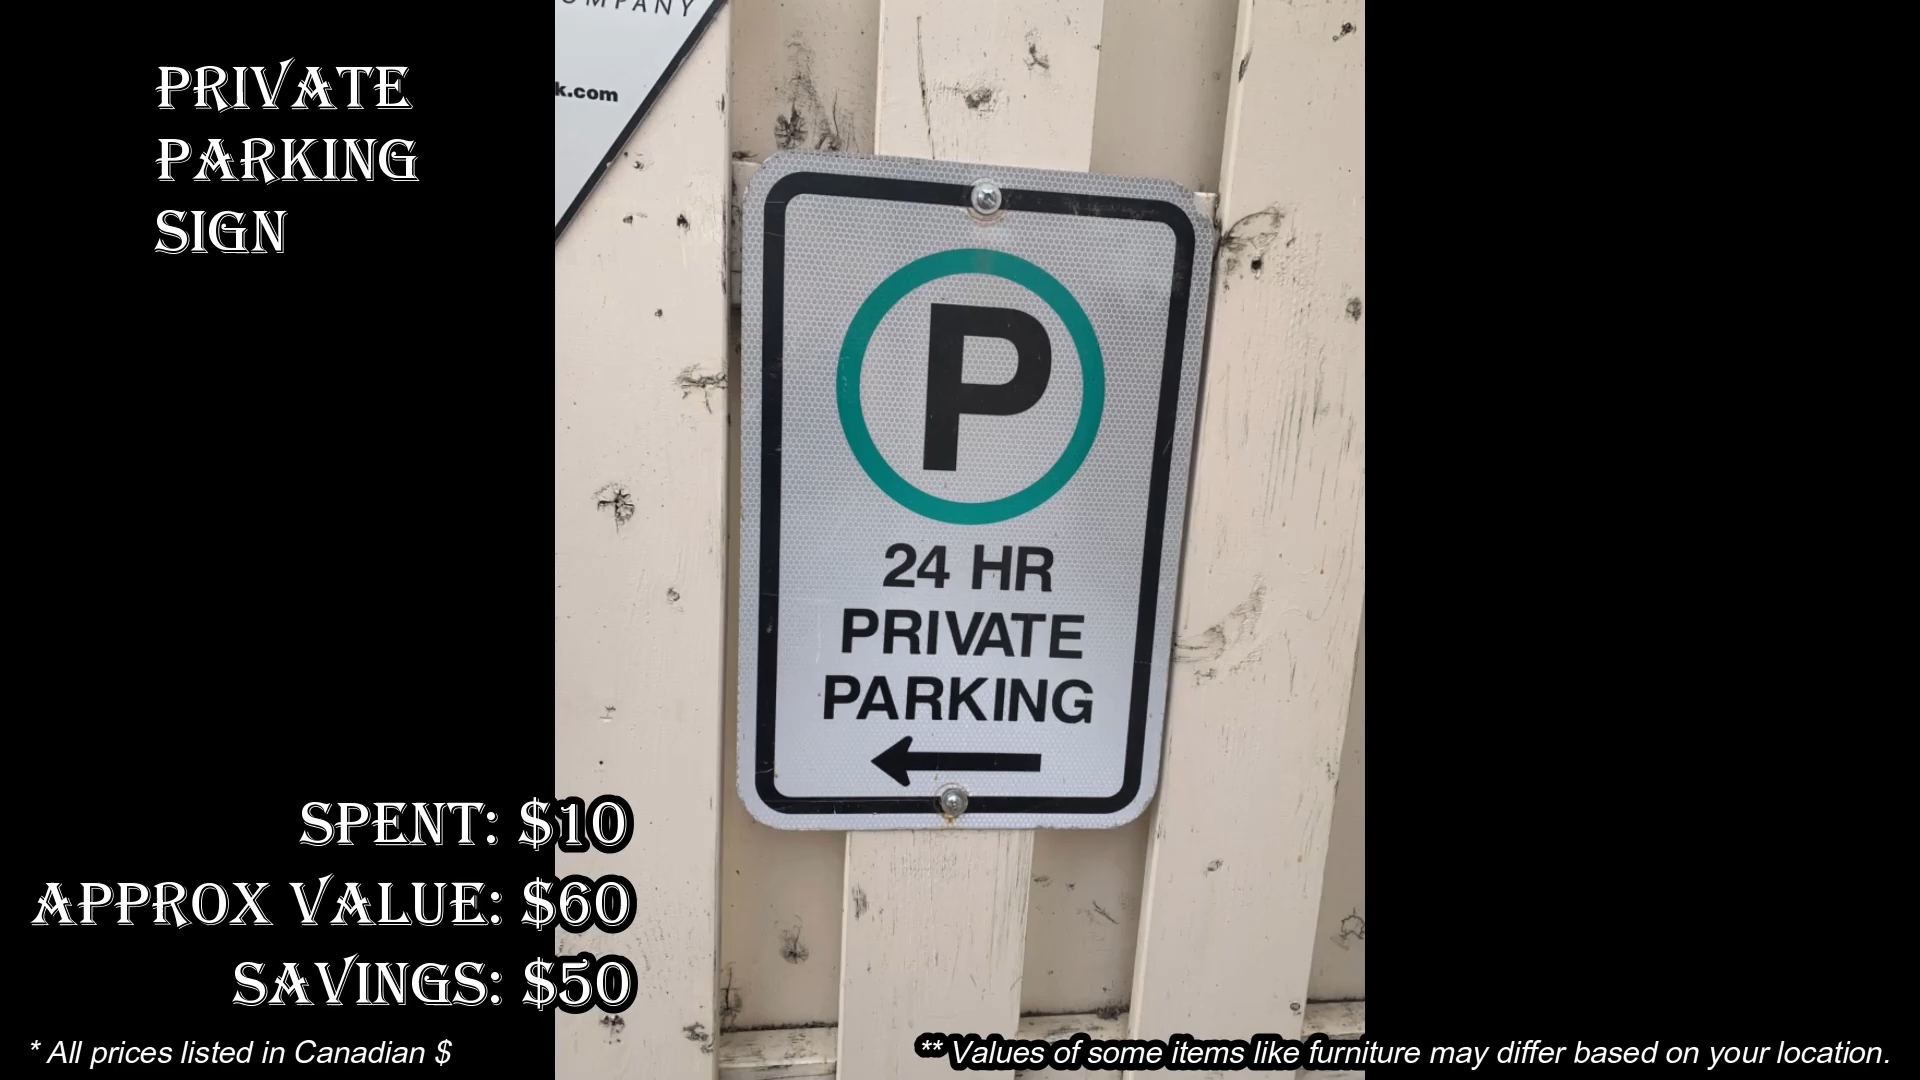 k.com
PRIVATE
PARKING
SIGN
P
24 HR
PRIVATE
PARKING
SPENT: $10
APPROX VALUE: $60
SAVINGS: $50
* All prices listed in Canadian $
** Values of some items like furniture may differ based on your location.